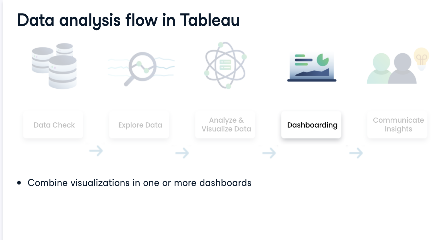 Data analysis flow in Tableau
Data Check
Explore Data
Analyze &
Visualize Data
Dashboarding
Communicate
Insights
• Combine visualizations in one or more dashboards